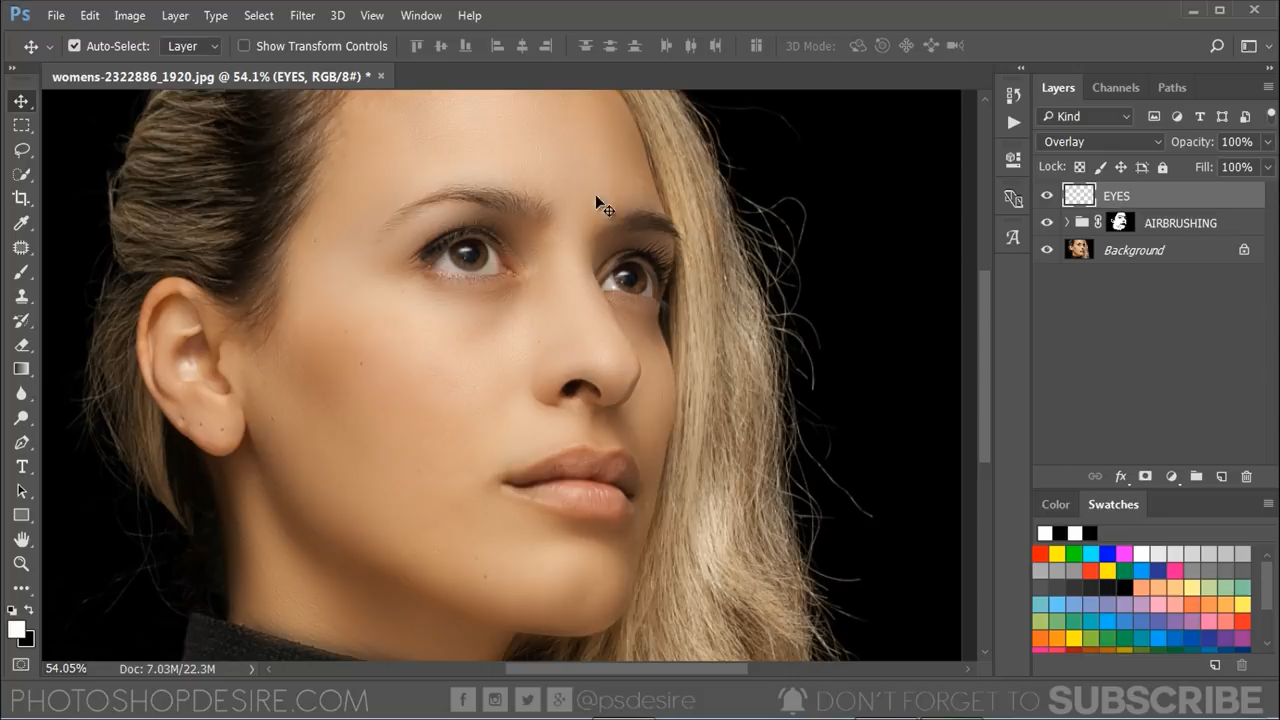 Ps File Edit Image Layer Type Select Filter 3D View Window Help
Auto-Select: Layer Show Transform Controls 3D Mode:
womens-2322886_1920.jpg @ 54.1% (EYES, RGB/8#) * ×
Layers Channels Paths
Kind
Overlay Opacity: 100%
Lock: Fill: 100%
EYES
AIRBRUSHING
Background
Color Swatches
54.05% Doc: 7.03M/22.3M
PHOTOSHOPDESIRE.COM @psdesire DON'T FORGET TO SUBSCRIBE